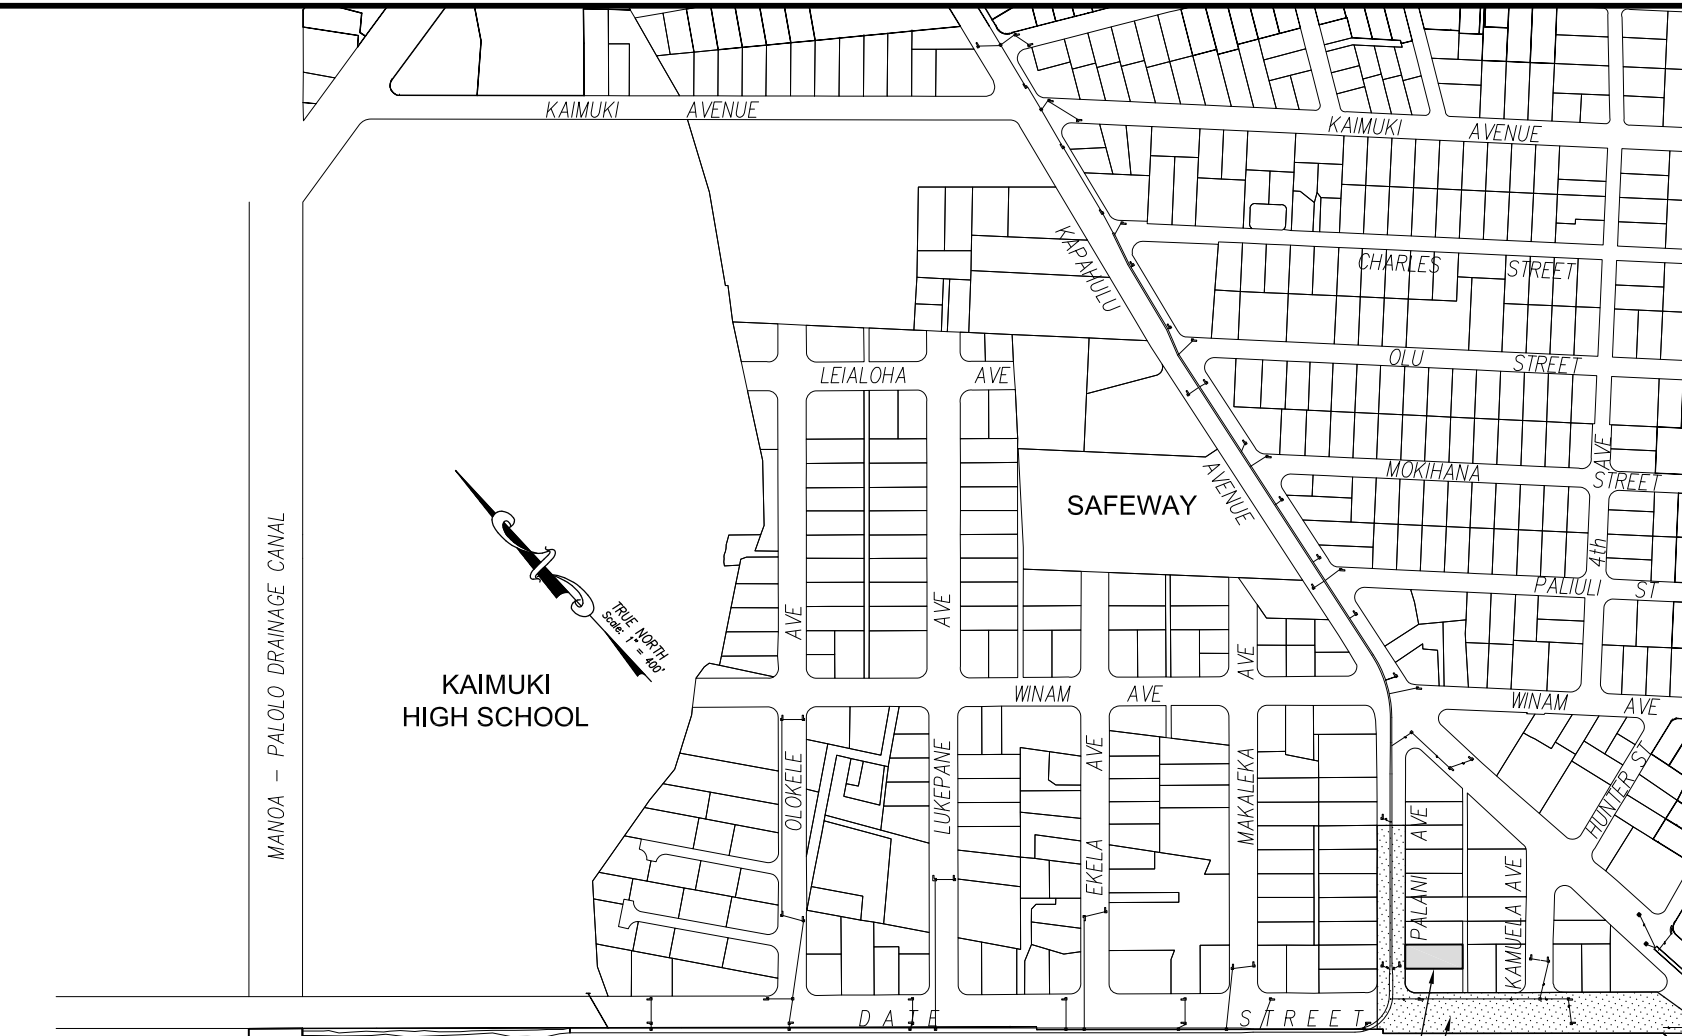 KAIMUKI AVENUE
KAIMUKI AVENUE
KAPAHULU
AVENUE
CHARLES STREET
OLU STREET
LEIALOHA AVE
MOKIHANA STREET
4th AVE
SAFEWAY
PALIULI ST
MANOA - PALOLO DRAINAGE CANAL
TRUE NORTH
Scale: 1" = 400'
KAIMUKI
HIGH SCHOOL
WINAM AVE
WINAM AVE
OLOKELE AVE
LUKEPANE AVE
EKELA AVE
MAKALEKA AVE
PALANI AVE
KAMUELA AVE
HUNTER ST
DATE STREET